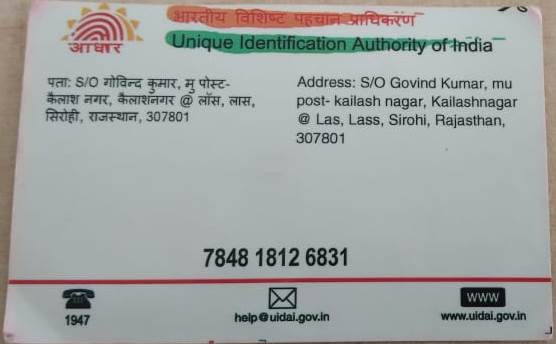 भारतीय विशिष्ट पहचान प्राधिकरण
Unique Identification Authority of India
आधार
पता: S/O गोविन्द कुमार, मु पोस्ट-
कैलाश नगर, कैलाशनगर @ लॉस, लास,
सिरोही, राजस्थान, 307801
Address: S/O Govind Kumar, mu
post- kailash nagar, Kailashnagar
@ Las, Lass, Sirohi, Rajasthan,
307801
7848 1812 6831
1947
help@uidai.gov.in
WWW
www.uidai.gov.in